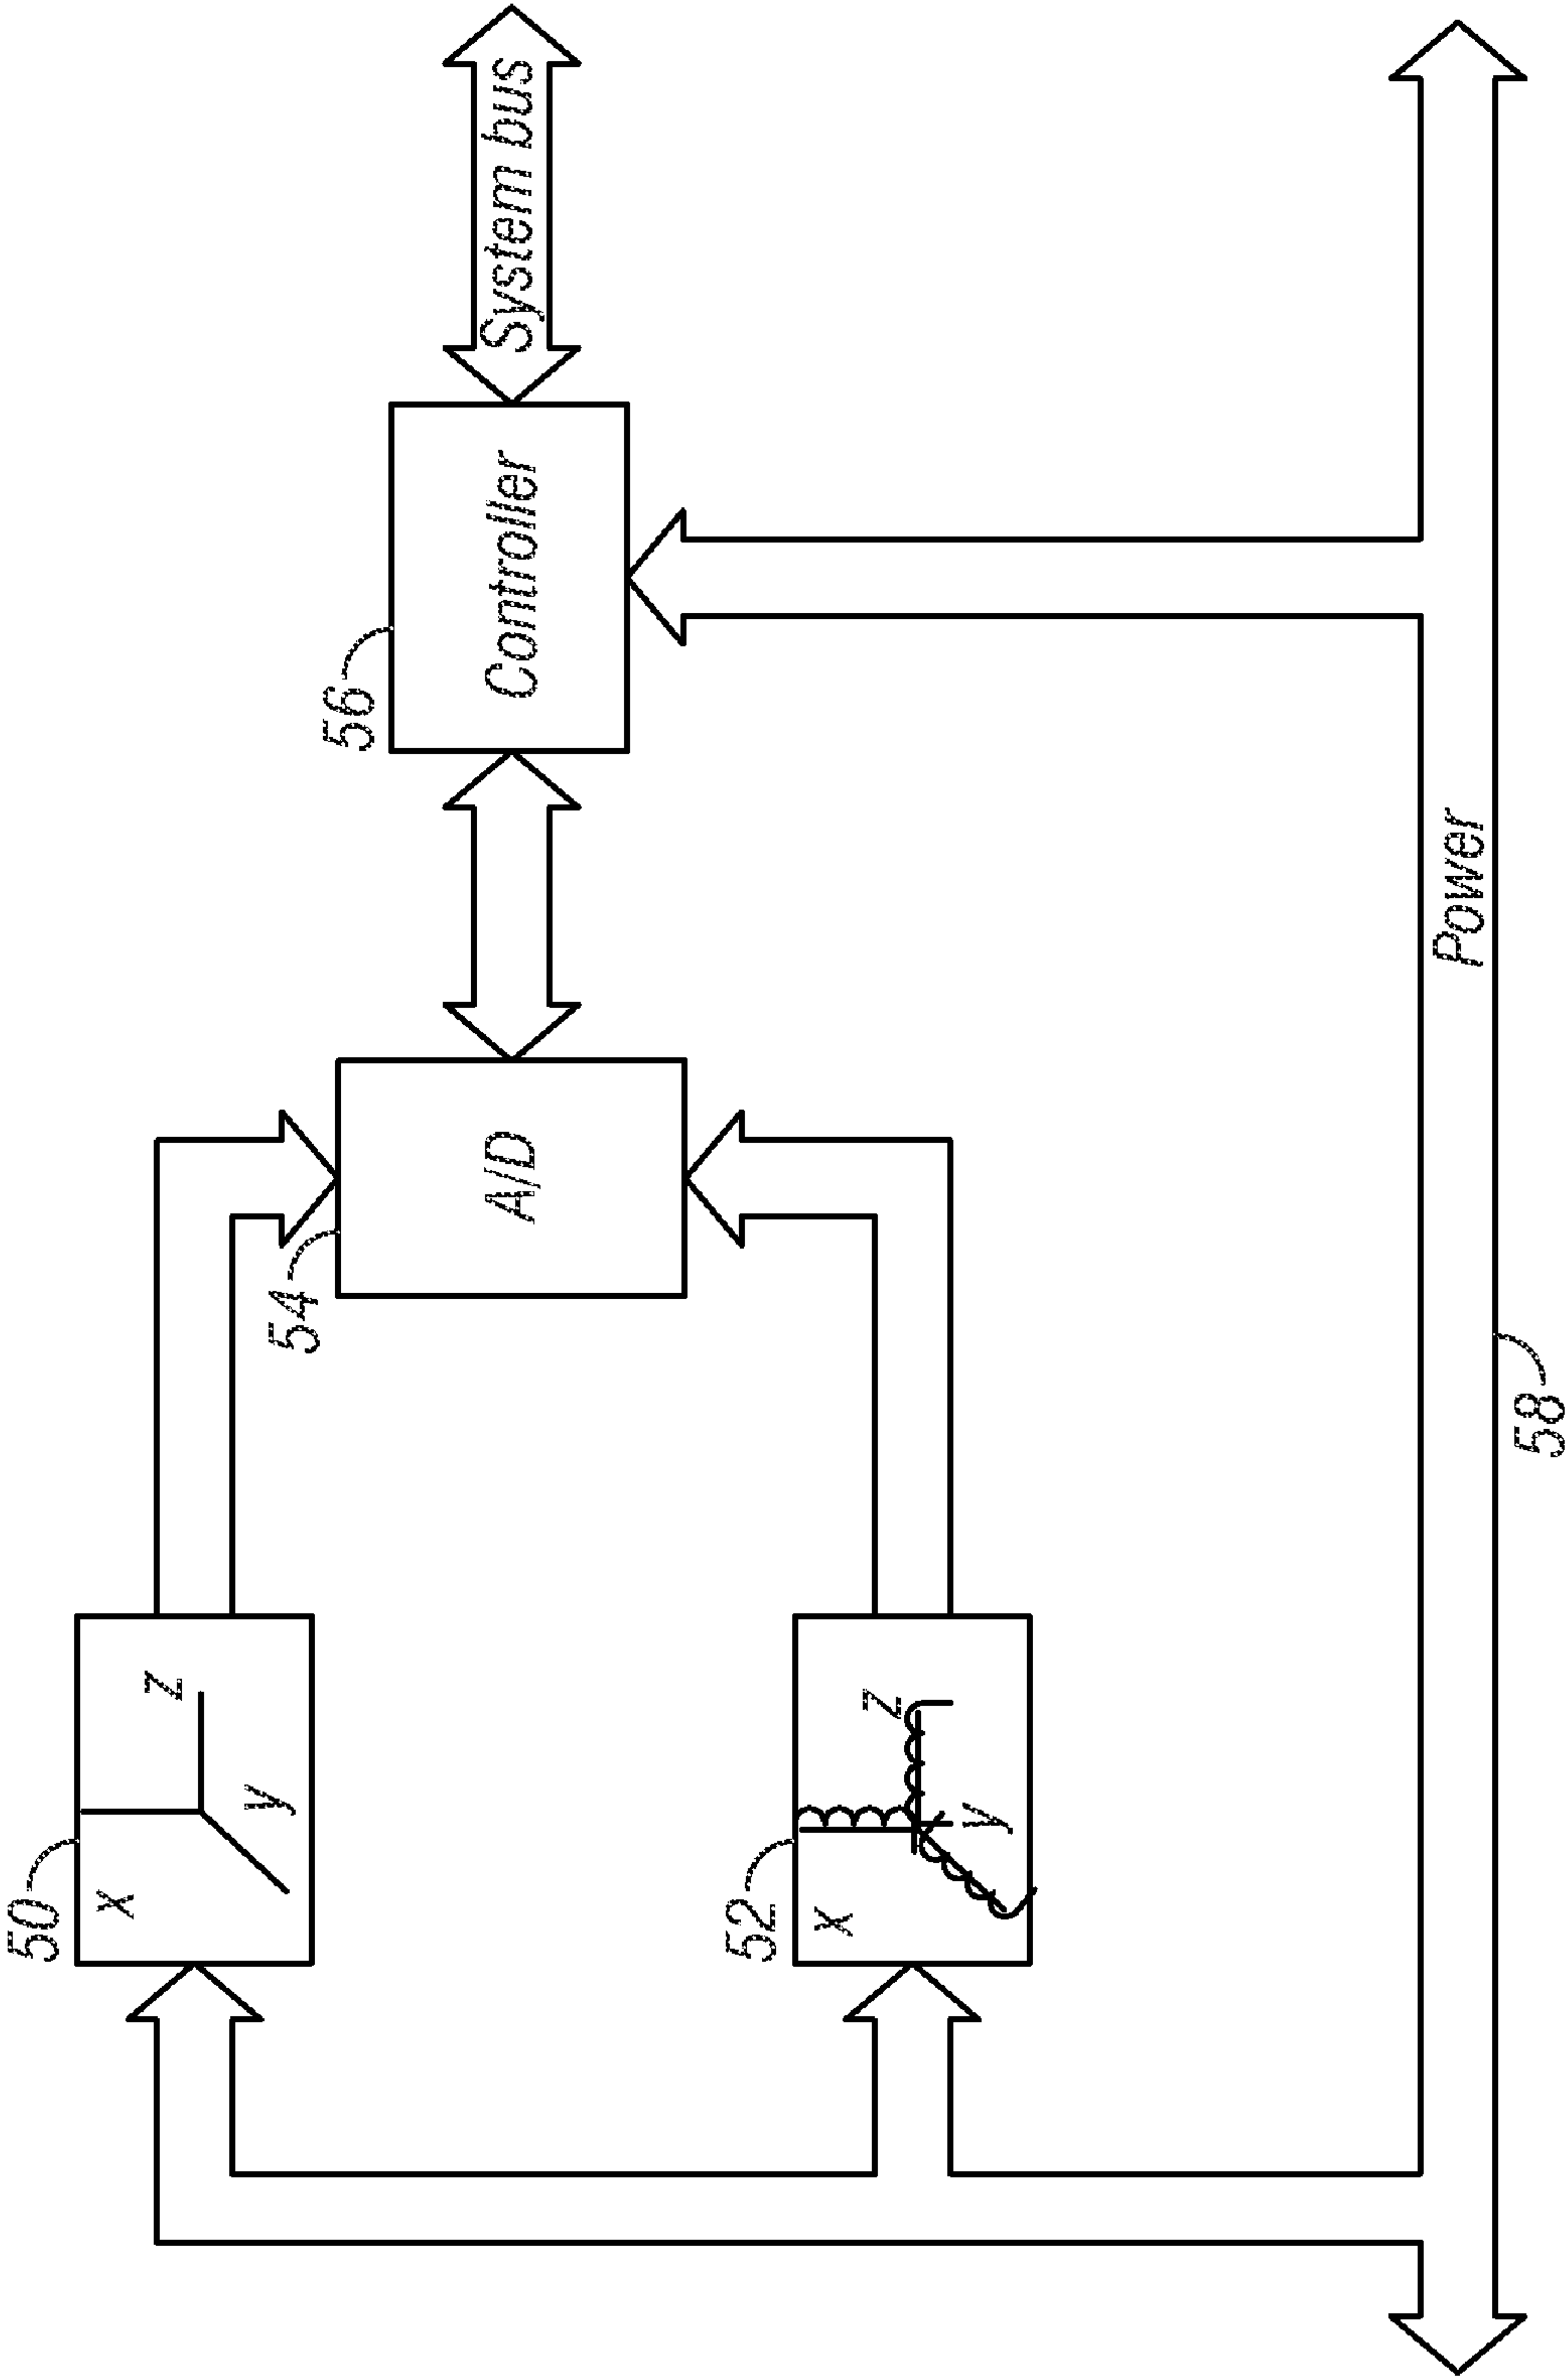 50
x
y
z
52
x
y
z
54
A/D
56
Controller
System bus
Power
58